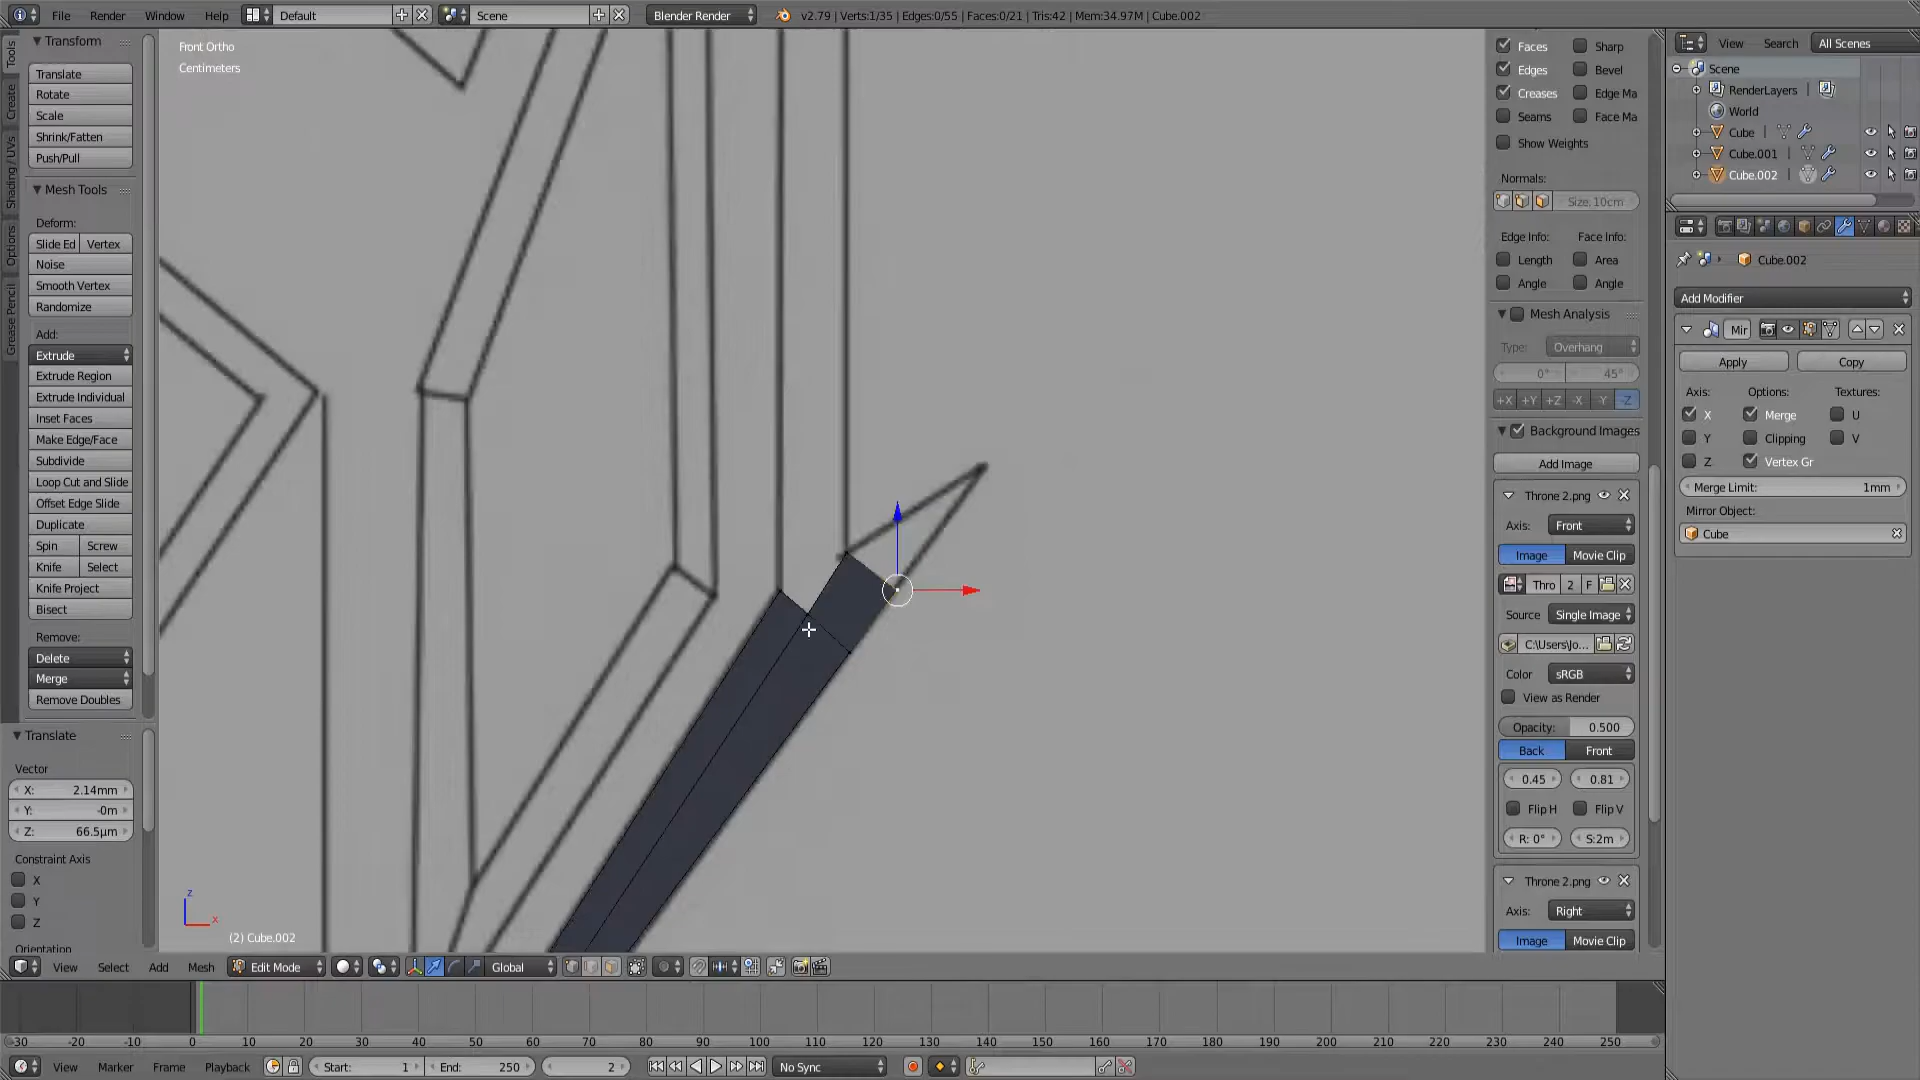 File Render Window Help Default Scene Blender Render v2.79 | Verts:1/35 | Edges:0/55 | Faces:0/21 | Tris:42 | Mem:34.97M | Cube.002
Tools
Create
Shading / UVs
Options
Grease Pencil
Transform
Translate
Rotate
Scale
Shrink/Fatten
Push/Pull
Mesh Tools
Deform:
Slide Ed Vertex
Noise
Smooth Vertex
Randomize
Add:
Extrude
Extrude Region
Extrude Individual
Inset Faces
Make Edge/Face
Subdivide
Loop Cut and Slide
Offset Edge Slide
Duplicate
Spin Screw
Knife Select
Knife Project
Bisect
Remove:
Delete
Merge
Remove Doubles
Translate
Vector
X: 2.14mm
Y: -0m
Z: 66.5µm
Constraint Axis
X
Y
Z
Orientation
Front Ortho
Centimeters
z
x
(2) Cube.002
Faces Sharp
Edges Bevel
Creases Edge Ma
Seams Face Ma
Show Weights
Normals:
Size: 10cm
Edge Info: Face Info:
Length Area
Angle Angle
Mesh Analysis
Type: Overhang
0° 45°
+X +Y +Z -X -Y -Z
Background Images
Add Image
Throne 2.png
Axis: Front
Image Movie Clip
Thro 2 F
Source Single Image
C:\Users\Jo...
Color sRGB
View as Render
Opacity: 0.500
Back Front
0.45 0.81
Flip H Flip V
R: 0° S:2m
Throne 2.png
Axis: Right
Image Movie Clip
View Search All Scenes
Scene
RenderLayers |
World
Cube |
Cube.001 |
Cube.002 |
Cube.002
Add Modifier
Mir
Apply Copy
Axis: Options: Textures:
X Merge U
Y Clipping V
Z Vertex Gr
Merge Limit: 1mm
Mirror Object:
Cube
View Select Add Mesh Edit Mode Global
-30 -20 -10 0 10 20 30 40 50 60 70 80 90 100 110 120 130 140 150 160 170 180 190 200 210 220 230 240 250
View Marker Frame Playback Start: 1 End: 250 2 No Sync